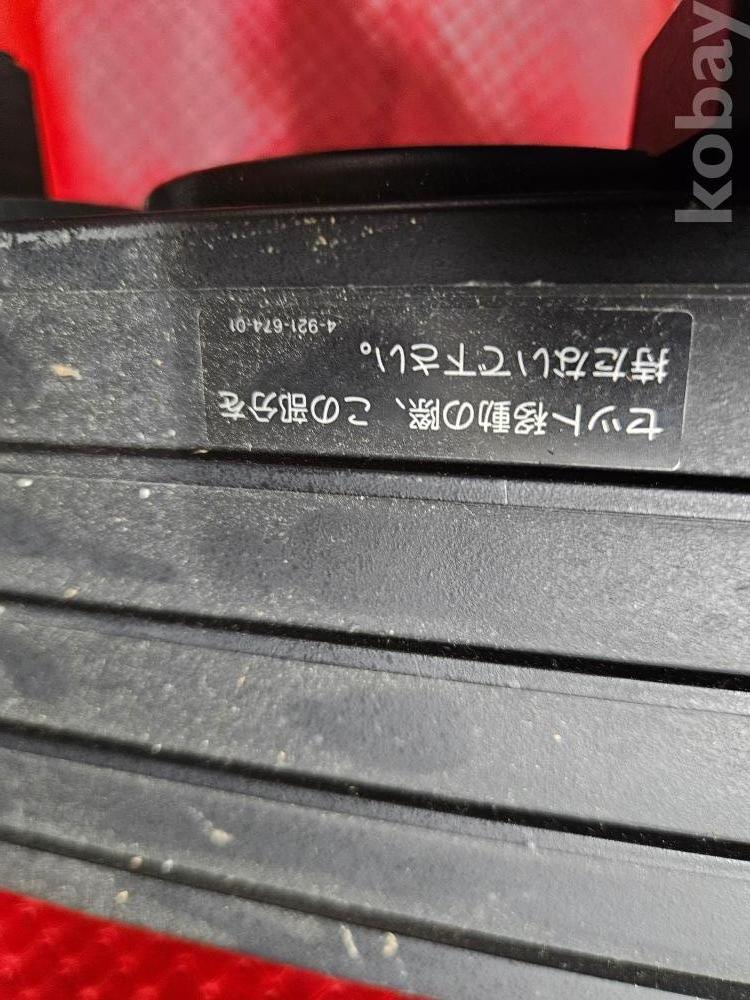 セット移動の際、この部分を
持たないで下さい。
4-921-674-01
kobay